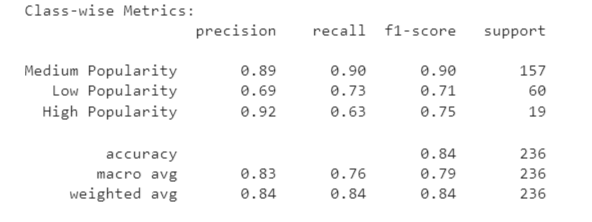 Class-wise Metrics:
precision recall f1-score support
Medium Popularity 0.89 0.90 0.90 157
Low Popularity 0.69 0.73 0.71 60
High Popularity 0.92 0.63 0.75 19
accuracy 0.84 236
macro avg 0.83 0.76 0.79 236
weighted avg 0.84 0.84 0.84 236